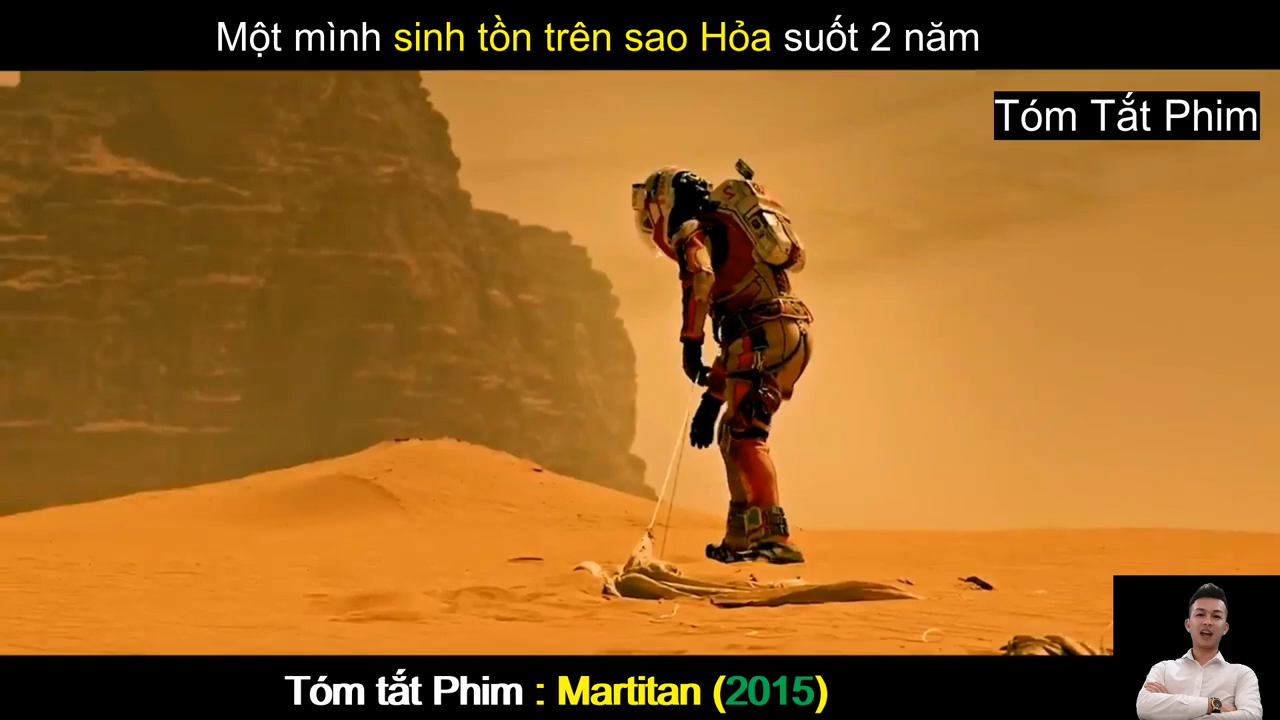 Một mình sinh tồn trên sao Hỏa suốt 2 năm
Tóm Tắt Phim
Tóm tắt Phim : Martitan (2015)